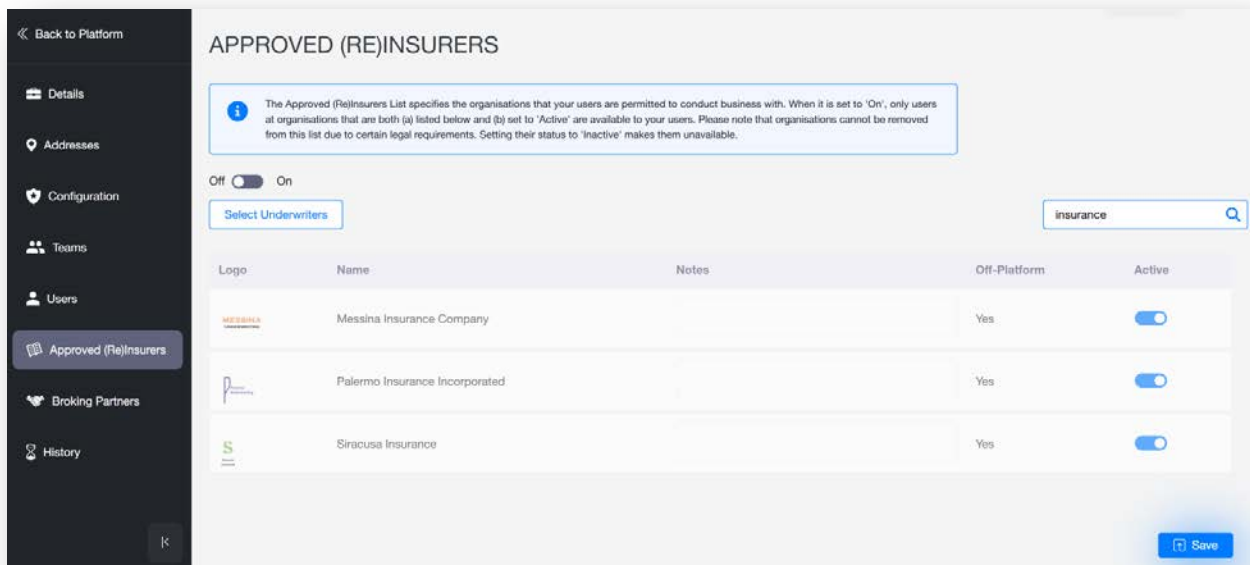 Back to Platform
Details
Addresses
Configuration
Teams
Users
Approved (Re)Insurers
Broking Partners
History
APPROVED (RE)INSURERS
The Approved (Re)Insurers List specifies the organisations that your users are permitted to conduct business with. When it is set to 'On', only users
at organisations that are both (a) listed below and (b) set to 'Active' are available to your users. Please note that organisations cannot be removed
from this list due to certain legal requirements. Setting their status to 'Inactive' makes them unavailable.
Off On
Select Underwriters
insurance
Logo Name Notes Off-Platform Active
MESSINA Messina Insurance Company Yes
Palermo Insurance Incorporated Yes
S Siracusa Insurance Yes
Save